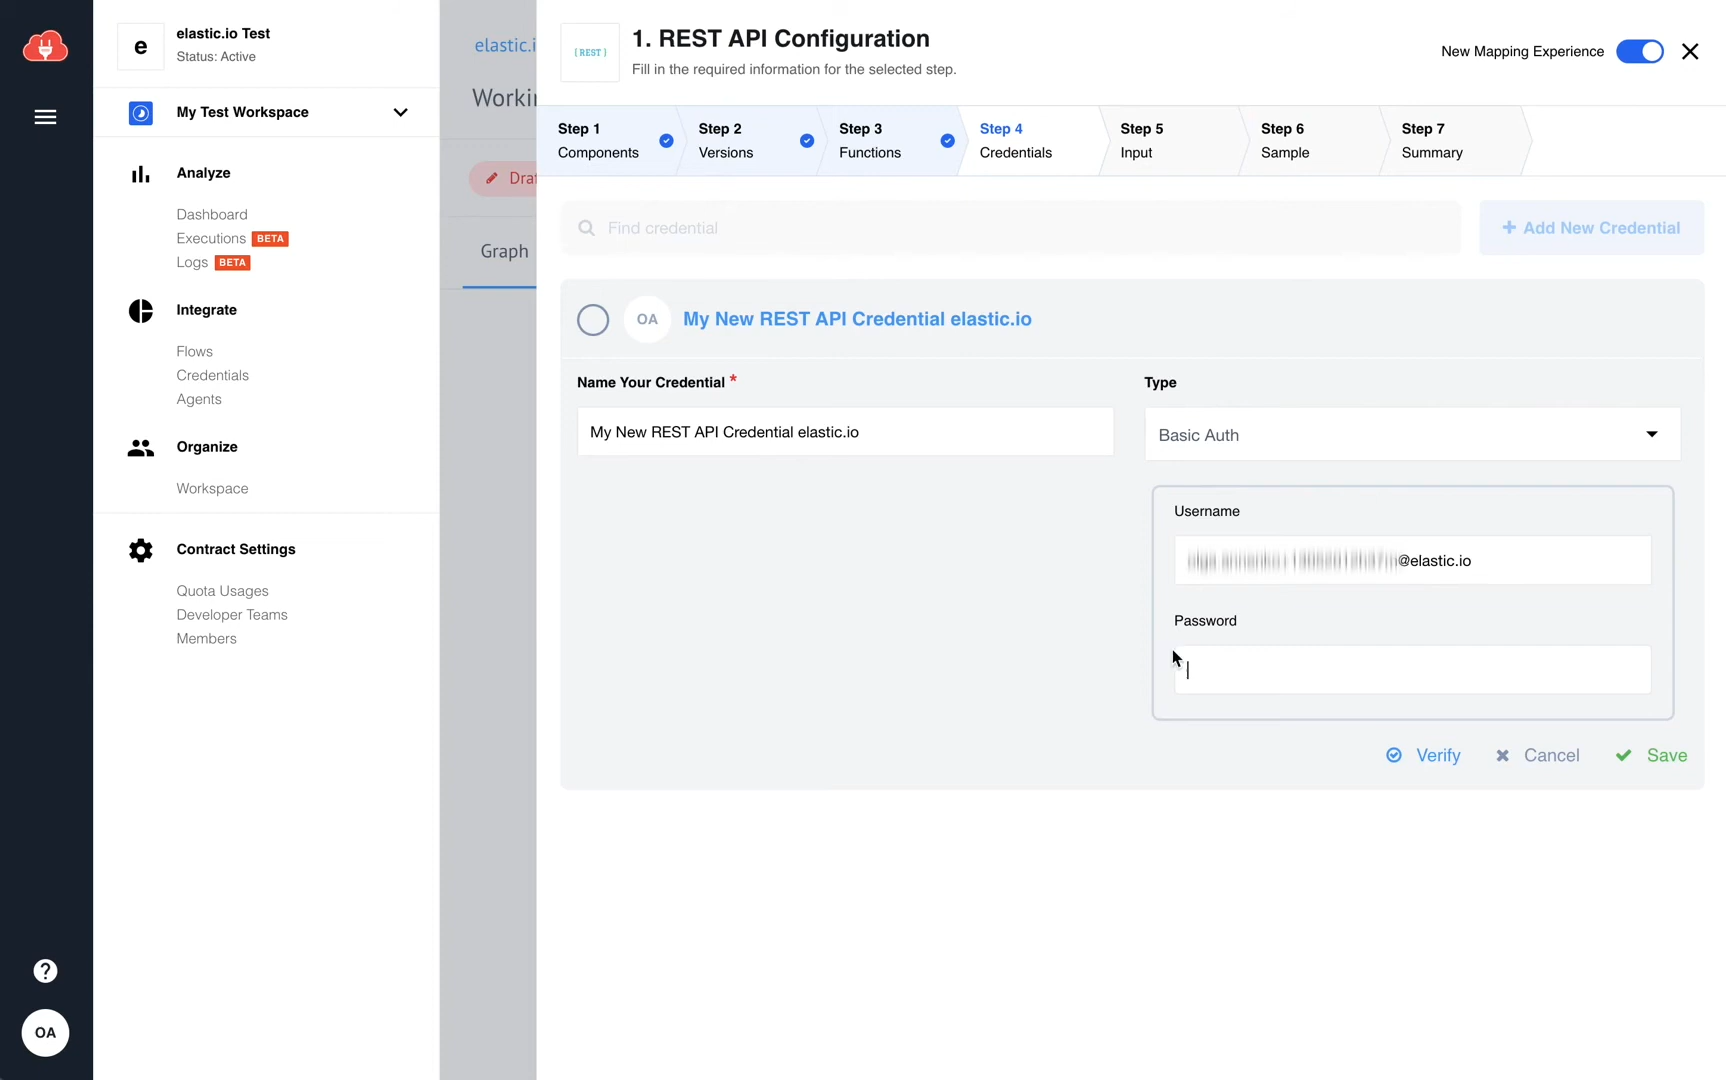 e
elastic.io Test
Status: Active
My Test Workspace
Analyze
Dashboard
Executions BETA
Logs BETA
Integrate
Flows
Credentials
Agents
Organize
Workspace
Contract Settings
Quota Usages
Developer Teams
Members
?
OA
elastic.i
Workin
Draf
Graph
[REST]
1. REST API Configuration
Fill in the required information for the selected step.
New Mapping Experience
Step 1
Components
Step 2
Versions
Step 3
Functions
Step 4
Credentials
Step 5
Input
Step 6
Sample
Step 7
Summary
Find credential
+ Add New Credential
OA
My New REST API Credential elastic.io
Name Your Credential *
My New REST API Credential elastic.io
Type
Basic Auth
Username
@elastic.io
Password
Verify
Cancel
Save